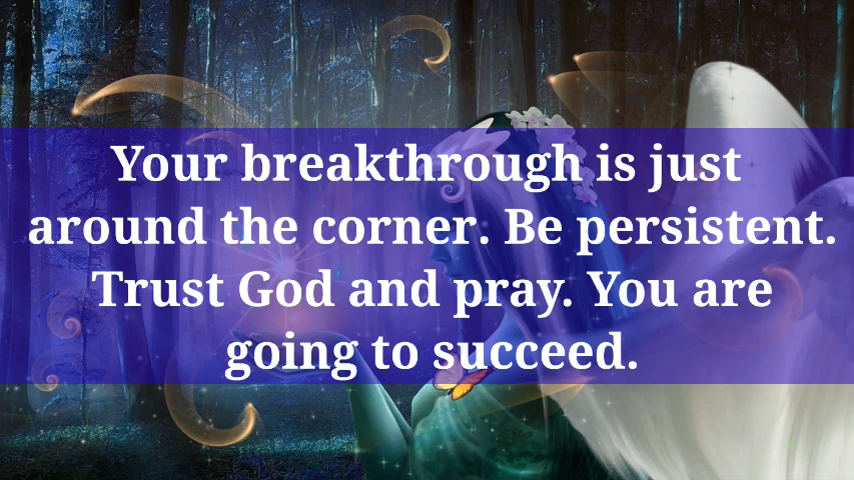 Your breakthrough is just
around the corner. Be persistent.
Trust God and pray. You are
going to succeed.